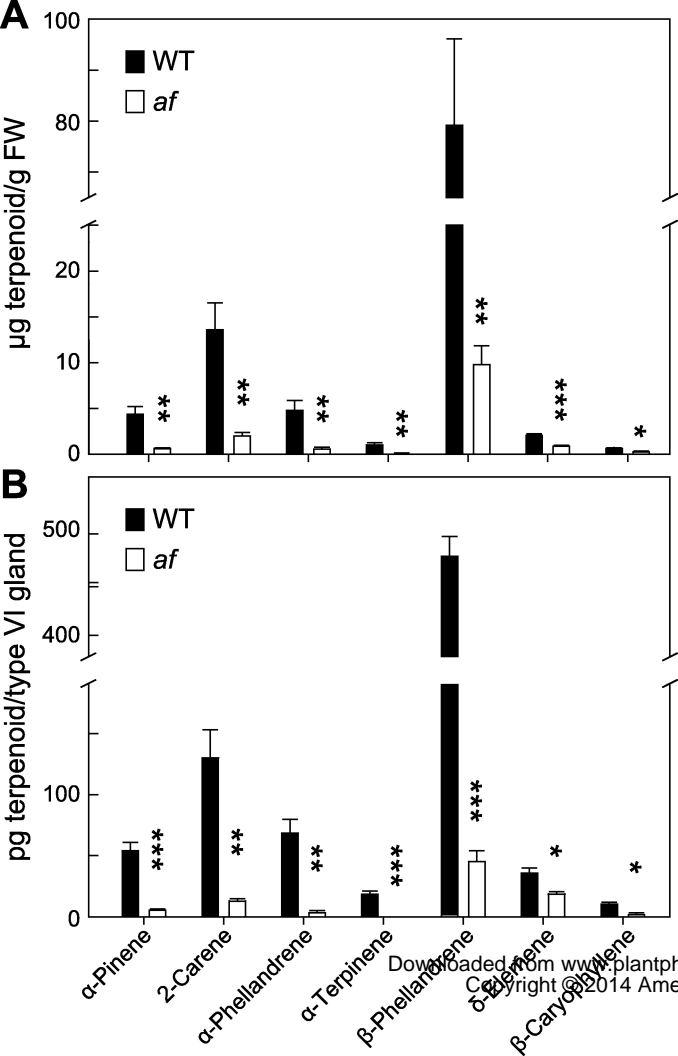 A
100
WT
af
80
**
20
**
10
**
**
**
***
*
0
μg terpenoid/g FW
B
WT
500
af
400
***
100
***
**
**
***
*
*
0
pg terpenoid/type VI gland
α-Pinene
2-Carene
α-Phellandrene
α-Terpinene
β-Phellandrene
δ-Elemene
β-Caryophyllene
Downloaded from www.plantph
Copyright © 2014 Ame